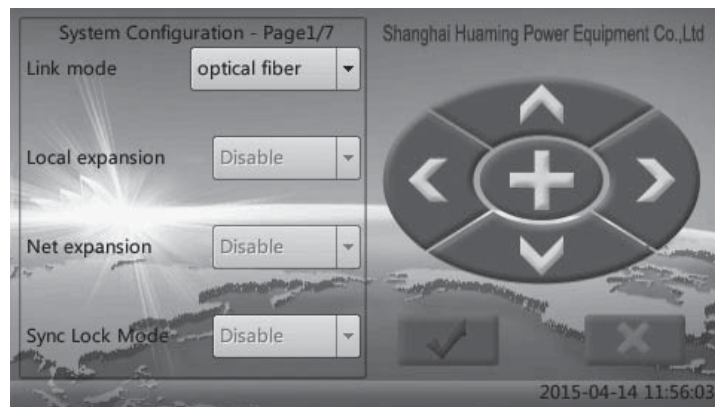 System Configuration - Page1/7
Shanghai Huaming Power Equipment Co.,Ltd
Link mode
optical fiber
Local expansion
Disable
Net expansion
Disable
Sync Lock Mode
Disable
2015-04-14 11:56:03